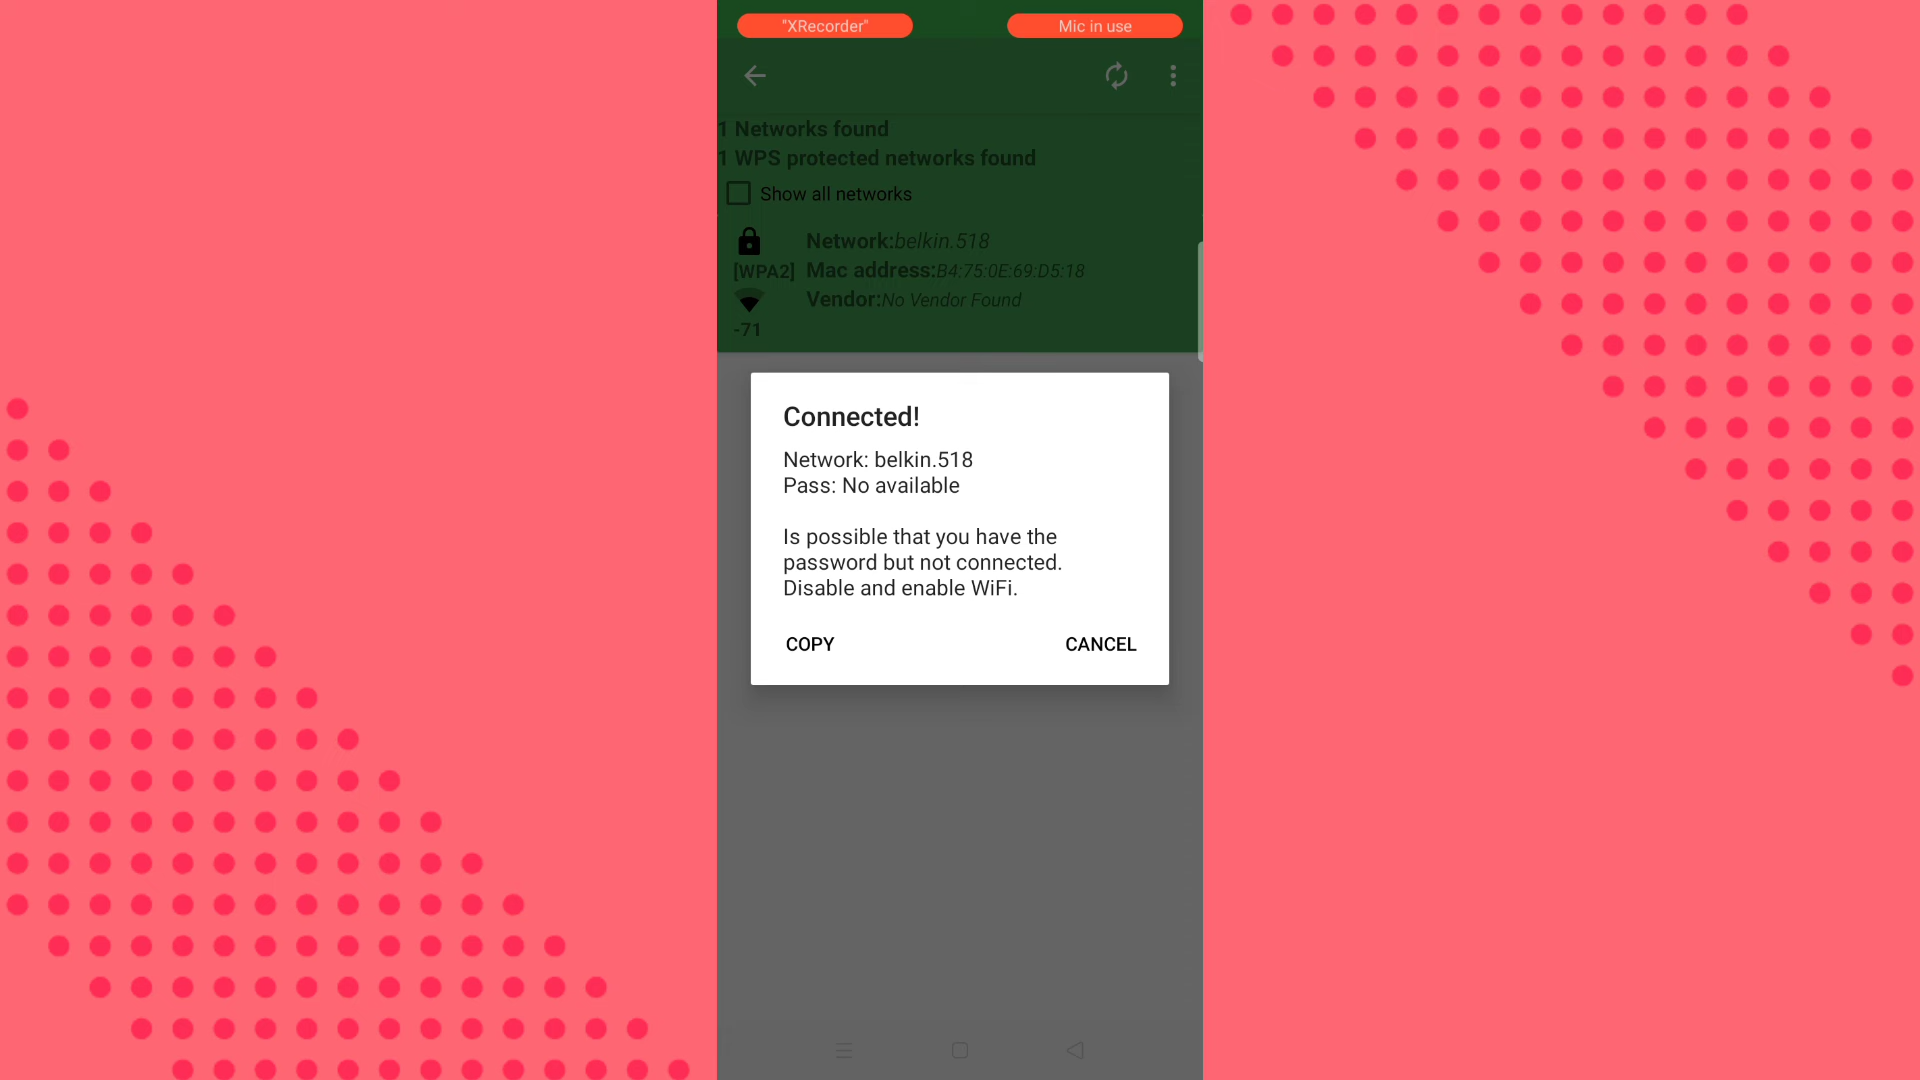 "XRecorder"
Mic in use
1 Networks found
1 WPS protected networks found
Show all networks
Network:belkin.518
[WPA2] Mac address:B4:75:0E:69:D5:18
Vendor:No Vendor Found
-71
Connected!
Network: belkin.518
Pass: No available
Is possible that you have the
password but not connected.
Disable and enable WiFi.
COPY CANCEL